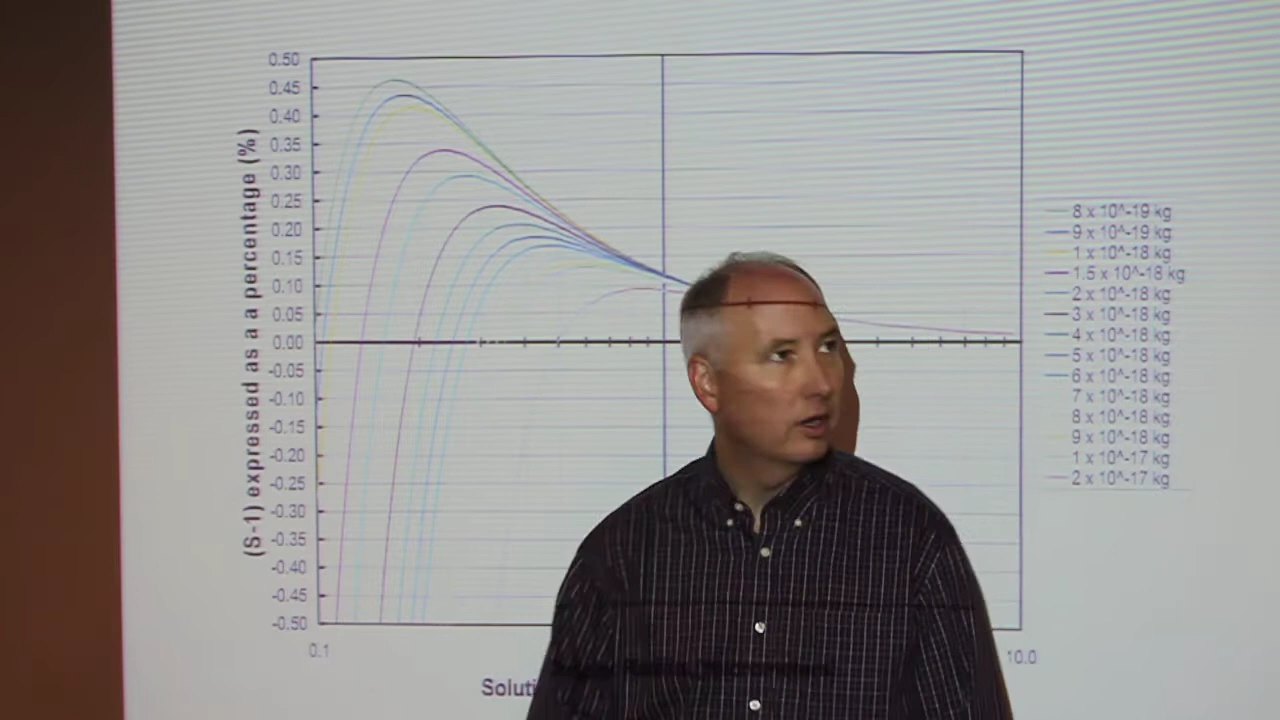 (S-1) expressed as a a percentage (%)
0.50
0.45
0.40
0.35
0.30
0.25
0.20
0.15
0.10
0.05
0.00
-0.05
-0.10
-0.15
-0.20
-0.25
-0.30
-0.35
-0.40
-0.45
-0.50
0.1
10.0
Soluti
8 x 10^-19 kg
9 x 10^-19 kg
1 x 10^-18 kg
1.5 x 10^-18 kg
2 x 10^-18 kg
3 x 10^-18 kg
4 x 10^-18 kg
5 x 10^-18 kg
6 x 10^-18 kg
7 x 10^-18 kg
8 x 10^-18 kg
9 x 10^-18 kg
1 x 10^-17 kg
2 x 10^-17 kg